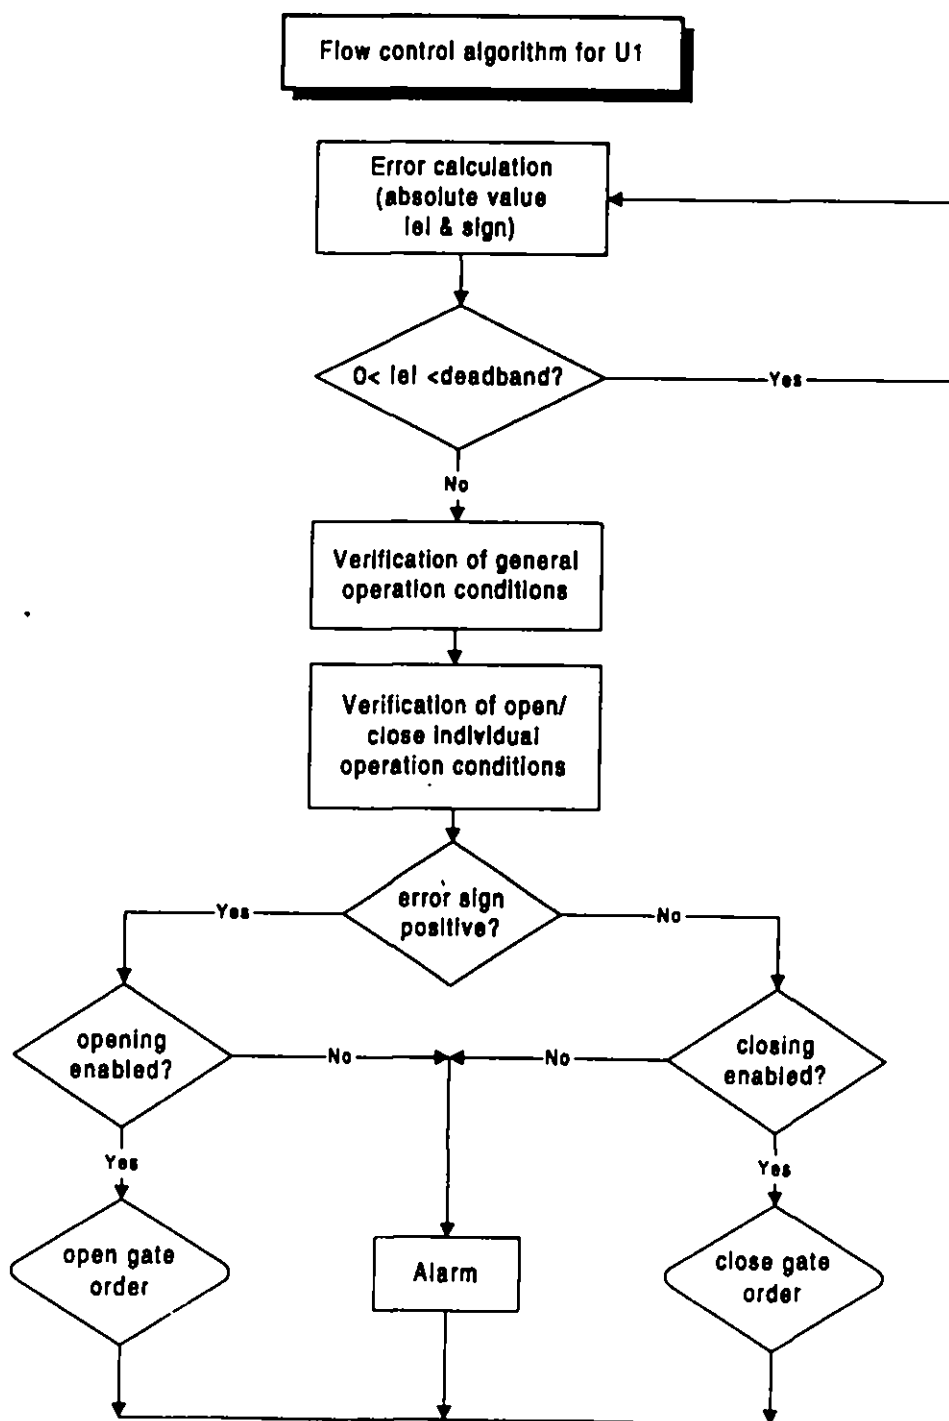 Flow control algorithm for U1
Error calculation
(absolute value
|e| & sign)
0< |e| <deadband?
Yes
No
Verification of general
operation conditions
Verification of open/
close individual
operation conditions
error sign
positive?
Yes
No
opening
enabled?
No
No
closing
enabled?
Yes
Yes
open gate
order
Alarm
close gate
order